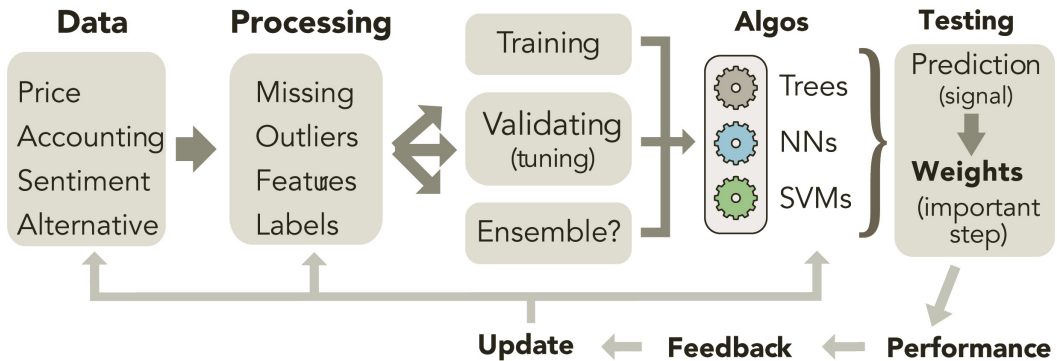 Data
Price
Accounting
Sentiment
Alternative
Processing
Missing
Outliers
Features
Labels
Training
Validating
(tuning)
Ensemble?
Algos
Trees
NNs
SVMs
Testing
Prediction
(signal)
Weights
(important
step)
Performance
Feedback
Update